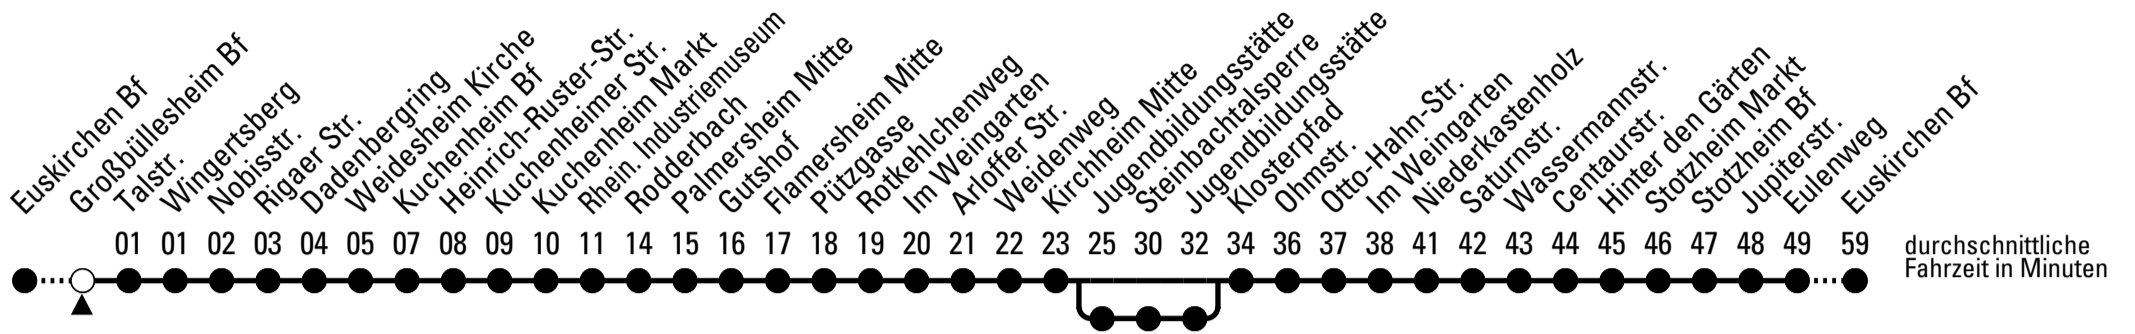 Euskirchen Bf
Großbüllesheim Bf
Talstr.
Wingertsberg
Nobisstr.
Rigaer Str.
Dadenbergring
Weidesheim Kirche
Kuchenheim Bf
Heinrich-Ruster-Str.
Kuchenheimer Str.
Kuchenheim Markt
Rhein. Industriemuseum
Rodderbach
Palmersheim Mitte
Gutshof
Flamersheim Mitte
Pützgasse
Rotkehlchenweg
Im Weingarten
Arloffer Str.
Weidenweg
Kirchheim Mitte
Jugendbildungsstätte
Steinbachtalsperre
Jugendbildungsstätte
Klosterpfad
Ohmstr.
Otto-Hahn-Str.
Im Weingarten
Niederkastenholz
Saturnstr.
Wassermannstr.
Centaurstr.
Hinter den Gärten
Stotzheim Markt
Stotzheim Bf
Jupiterstr.
Eulenweg
Euskirchen Bf
01 01 02 03 04 05 07 08 09 10 11 14 15 16 17 18 19 20 21 22 23 25 30 32 34 36 37 38 41 42 43 44 45 46 47 48 49 59
durchschnittliche
Fahrzeit in Minuten